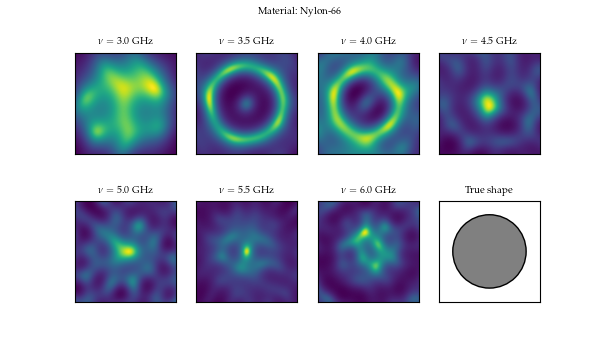 Material: Nylon-66
ν = 3.0 GHz
ν = 3.5 GHz
ν = 4.0 GHz
ν = 4.5 GHz
ν = 5.0 GHz
ν = 5.5 GHz
ν = 6.0 GHz
True shape